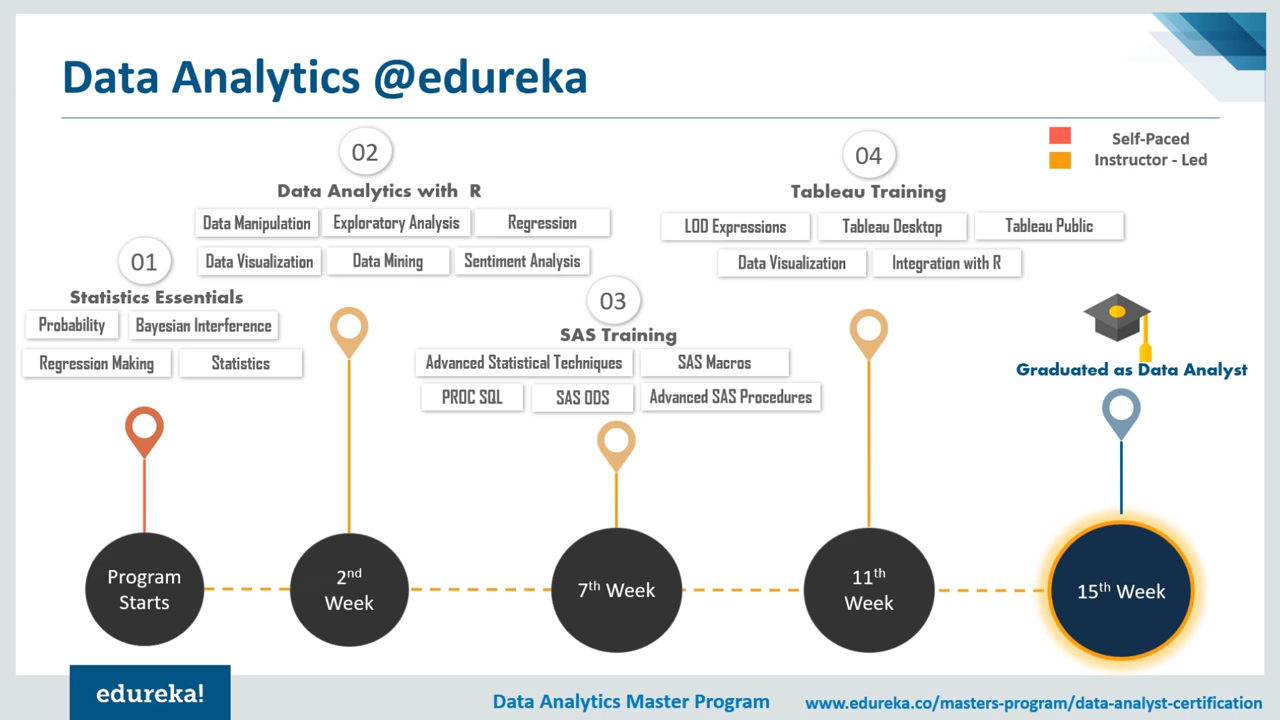 Data Analytics @edureka
Self-Paced
Instructor - Led
01
Statistics Essentials
Probability
Bayesian Interference
Regression Making
Statistics
02
Data Analytics with R
Data Manipulation
Exploratory Analysis
Regression
Data Visualization
Data Mining
Sentiment Analysis
03
SAS Training
Advanced Statistical Techniques
SAS Macros
PROC SQL
SAS ODS
Advanced SAS Procedures
04
Tableau Training
LOD Expressions
Tableau Desktop
Tableau Public
Data Visualization
Integration with R
Graduated as Data Analyst
Program
Starts
2nd
Week
7th Week
11th
Week
15th Week
edureka!
Data Analytics Master Program
www.edureka.co/masters-program/data-analyst-certification